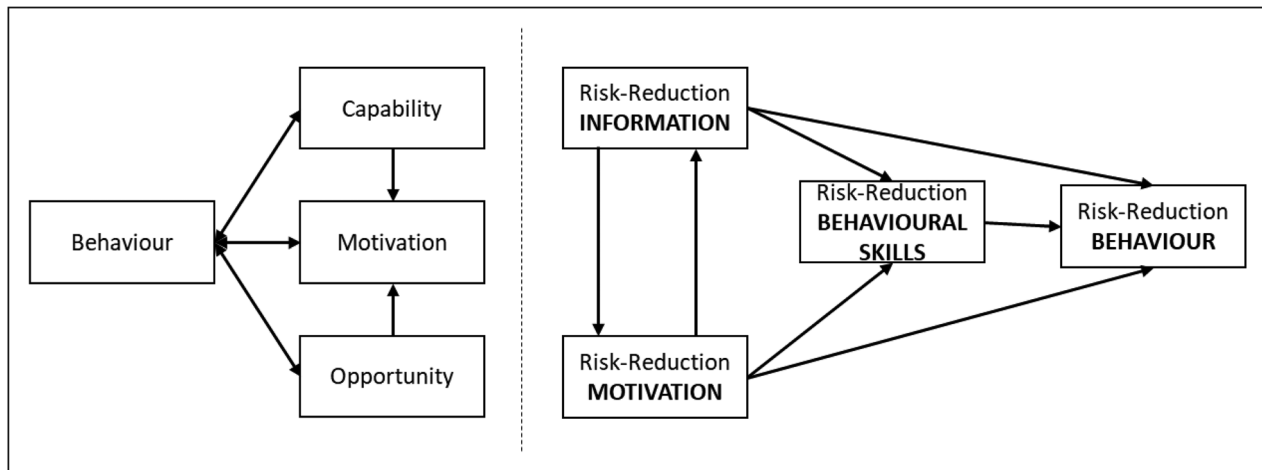 Capability
Behaviour
Motivation
Opportunity
Risk-Reduction
INFORMATION
Risk-Reduction
BEHAVIOURAL
SKILLS
Risk-Reduction
BEHAVIOUR
Risk-Reduction
MOTIVATION